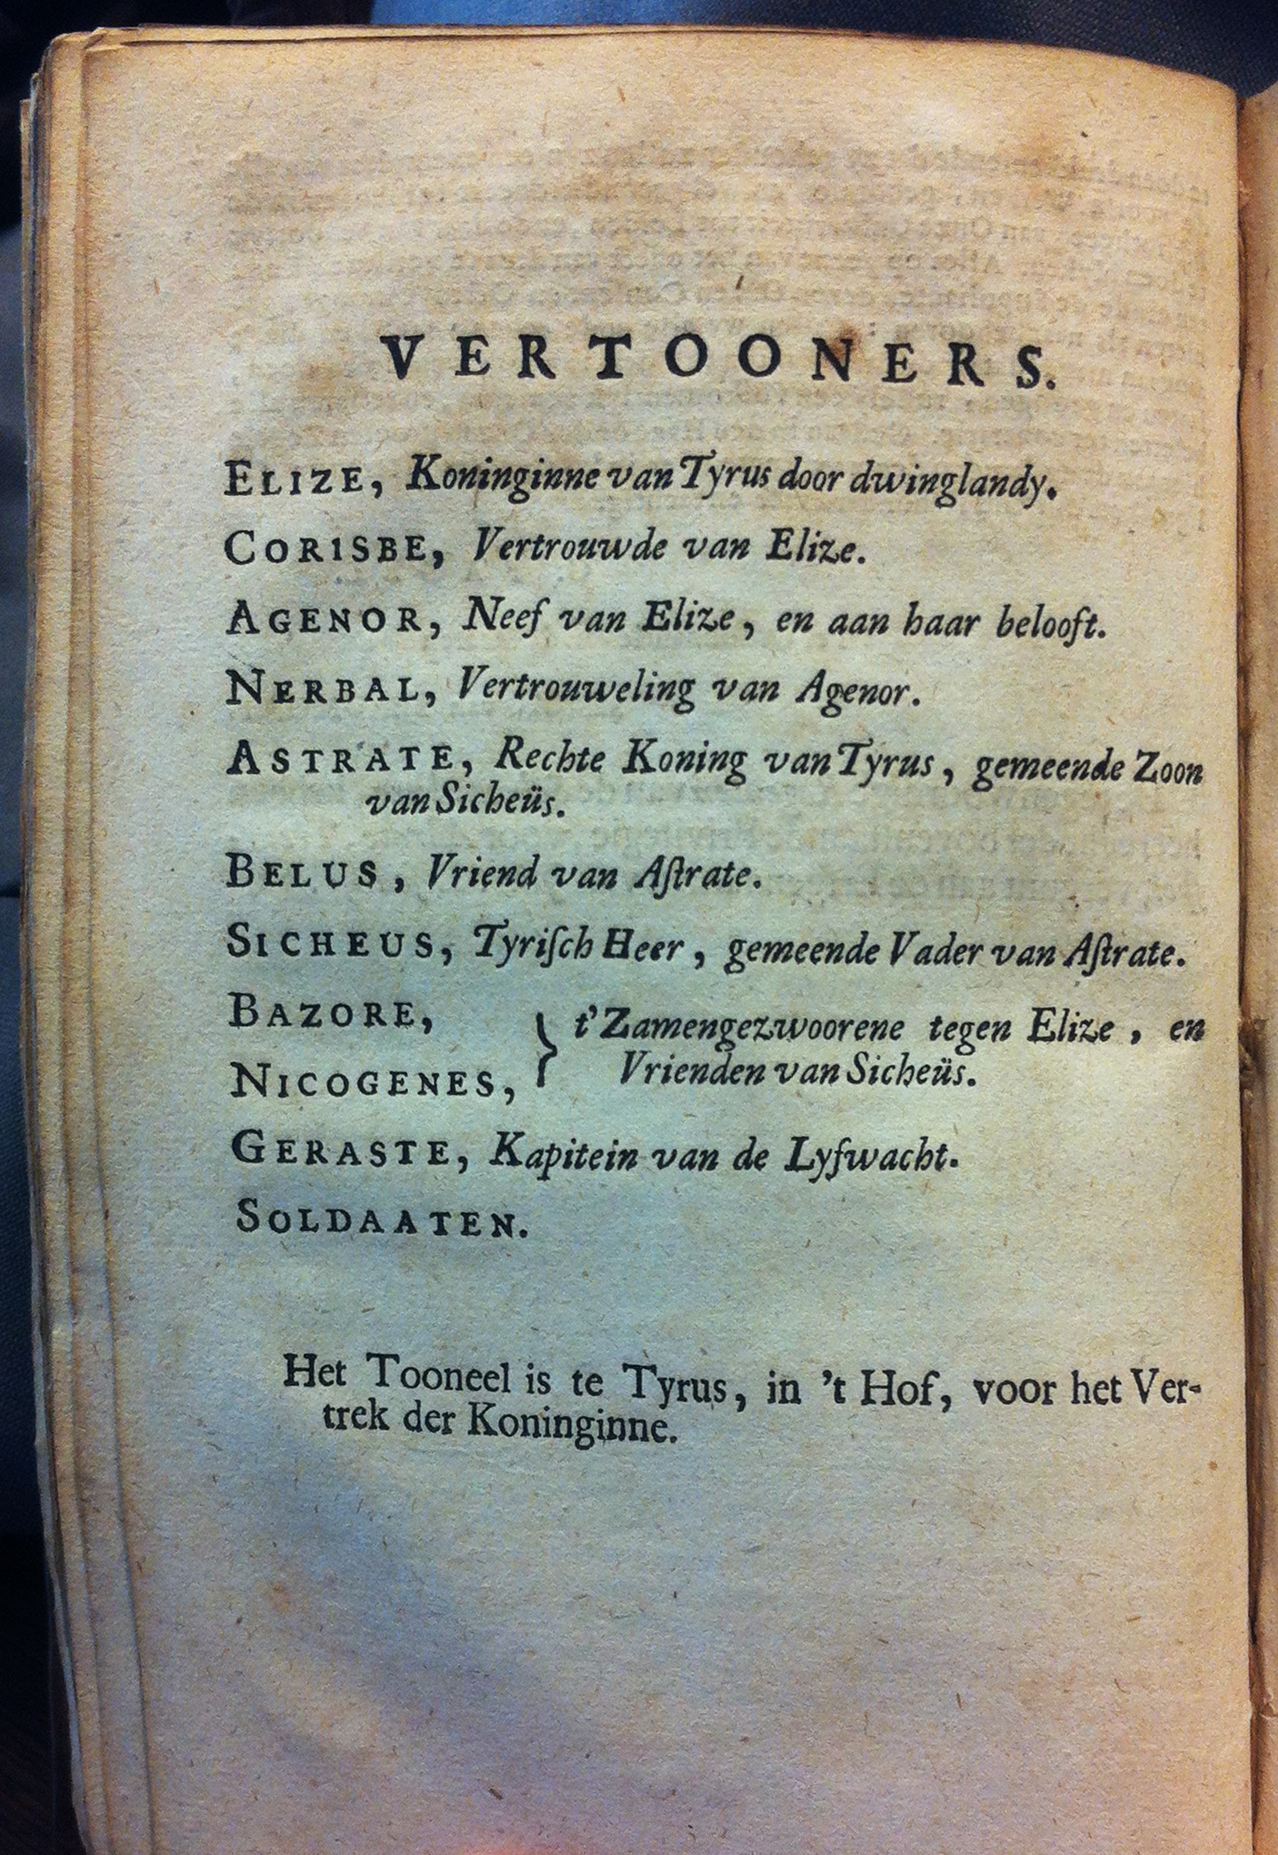 VERTOONERS.
ELIZE, Koninginne van Tyrus door dwinglandy.
CORISBE, Vertrouwde van Elize.
AGENOR, Neef van Elize, en aan haar belooft.
NERBAL, Vertrouweling van Agenor.
ASTRATE, Rechte Koning van Tyrus, gemeende Zoon
van Sicheüs.
BELUS, Vriend van Aſtrate.
SICHEUS, Tyriſch Heer, gemeende Vader van Aſtrate.
BAZORE,
NICOGENES,
} t'Zamengezwoorene tegen Elize, en
Vrienden van Sicheüs.
GERASTE, Kapitein van de Lyfwacht.
SOLDAATEN.
Het Tooneel is te Tyrus, in 't Hof, voor het Ver-
trek der Koninginne.